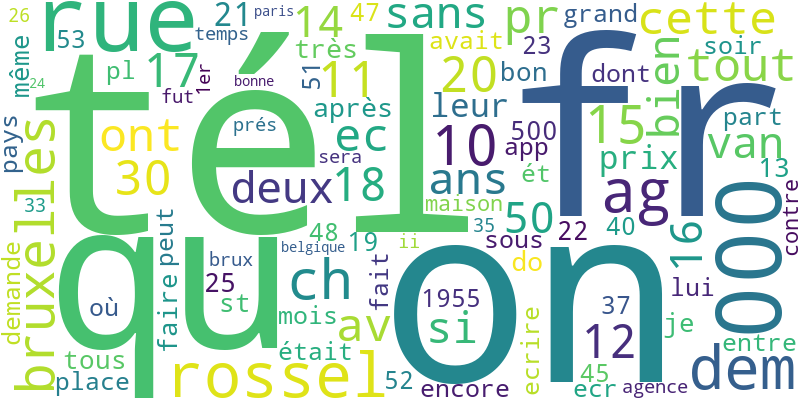 26
rue
21
paris
14
47
sans
pr
grand
cette
53
temps
très
avait
20
23
soir
même
pl
17
1er
bonne
51
11
bon
dont
bien
tout
24
fut
tél
fr
après
leur
500
15
part
pays
ont
prés
ec
10
app
prix
van
30
sera
deux
18
ans
ét
agr
13
contre
33
bruxelles
maison
50
40
000
48
19
ii
35
sous
22
16
demande
peut
qu
brux
belgique
on
où
25
ch
fait
do
lui
faire
st
mois
av
1955
si
37
je
tous
était
12
entre
place
rossel
52
encore
ecrire
45
ecr
agence
dem